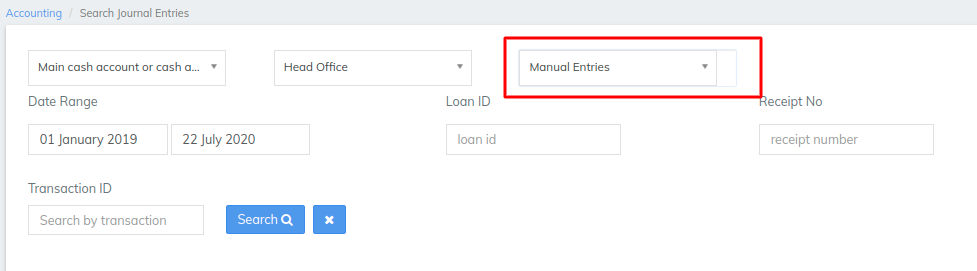 Accounting / Search Journal Entries
Main cash account or cash a... Head Office Manual Entries
Date Range Loan ID Receipt No
01 January 2019 22 July 2020 loan id receipt number
Transaction ID
Search by transaction Search